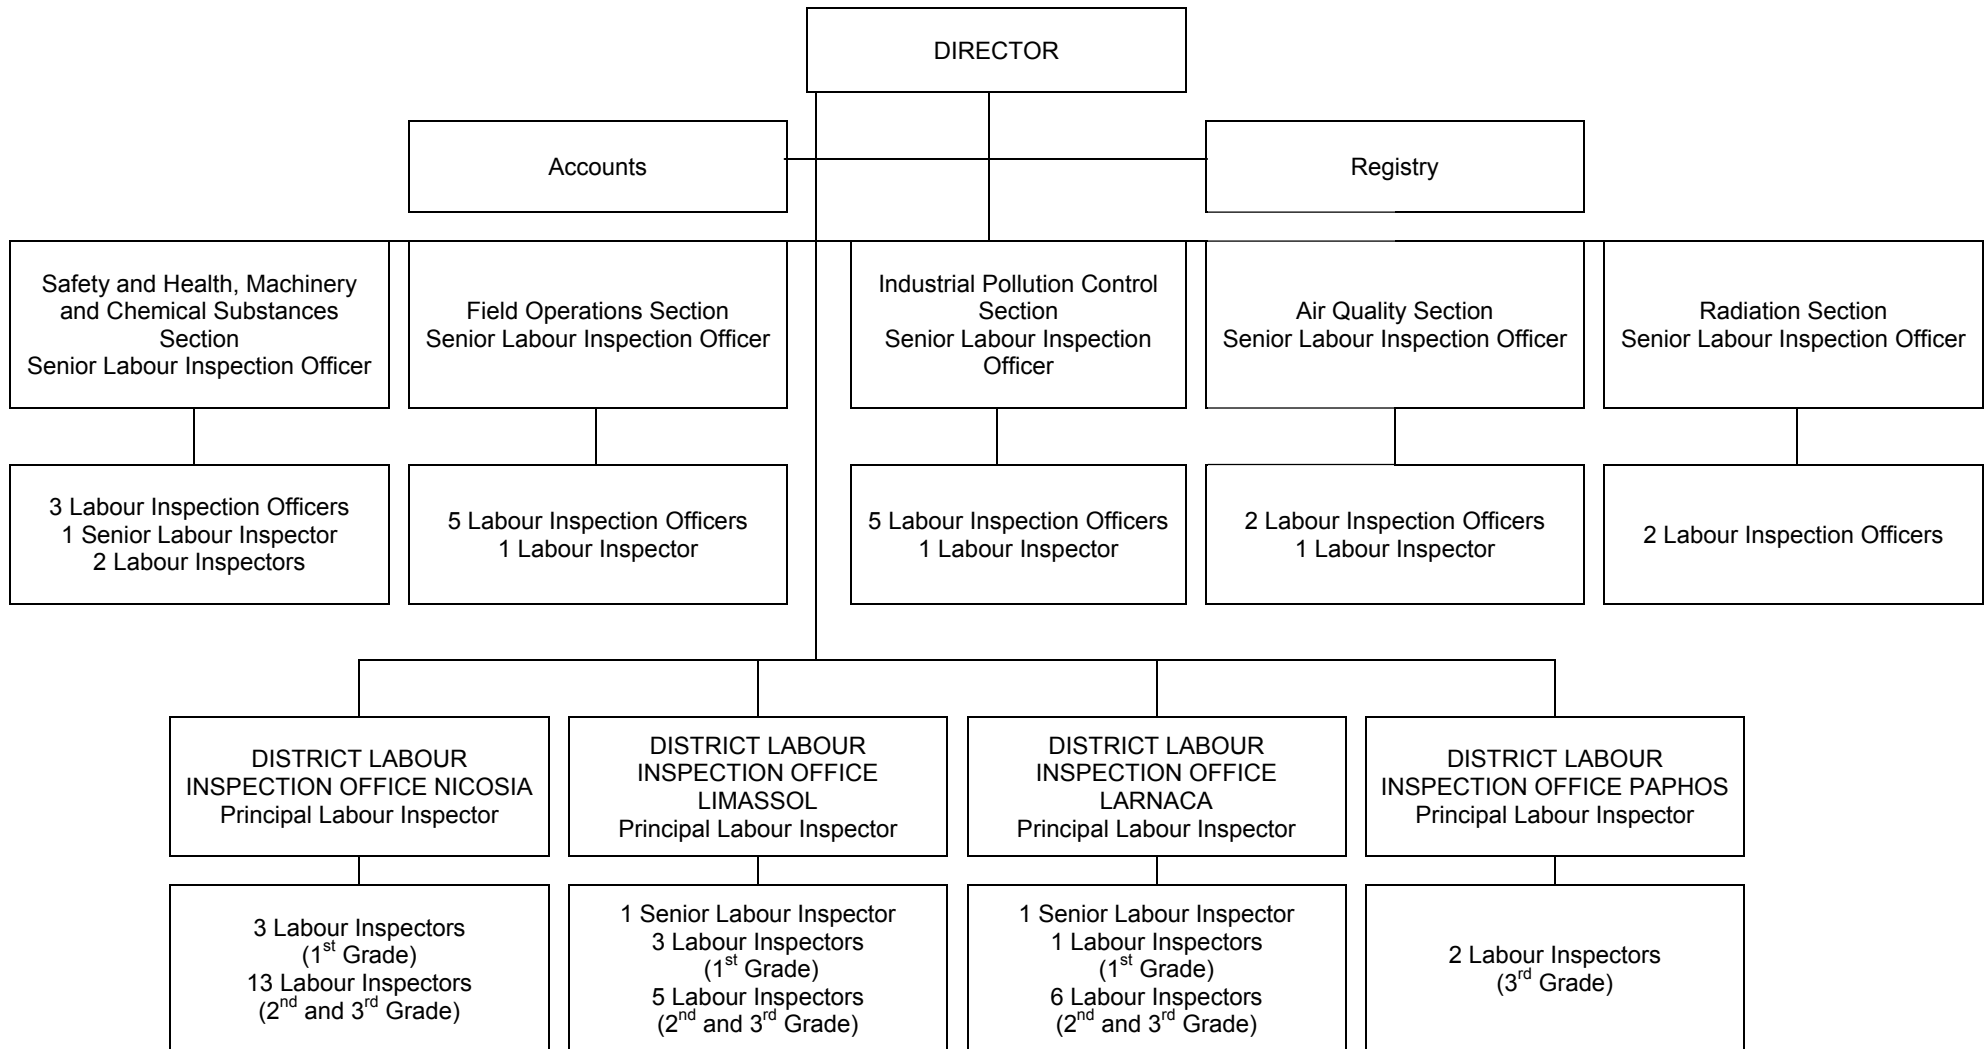 DIRECTOR
Accounts
Registry
Safety and Health, Machinery
and Chemical Substances
Section
Senior Labour Inspection Officer
Field Operations Section
Senior Labour Inspection Officer
Industrial Pollution Control
Section
Senior Labour Inspection
Officer
Air Quality Section
Senior Labour Inspection Officer
Radiation Section
Senior Labour Inspection Officer
3 Labour Inspection Officers
1 Senior Labour Inspector
2 Labour Inspectors
5 Labour Inspection Officers
1 Labour Inspector
5 Labour Inspection Officers
1 Labour Inspector
2 Labour Inspection Officers
1 Labour Inspector
2 Labour Inspection Officers
DISTRICT LABOUR
INSPECTION OFFICE NICOSIA
Principal Labour Inspector
DISTRICT LABOUR
INSPECTION OFFICE
LIMASSOL
Principal Labour Inspector
DISTRICT LABOUR
INSPECTION OFFICE
LARNACA
Principal Labour Inspector
DISTRICT LABOUR
INSPECTION OFFICE PAPHOS
Principal Labour Inspector
3 Labour Inspectors
(1st Grade)
13 Labour Inspectors
(2nd and 3rd Grade)
1 Senior Labour Inspector
3 Labour Inspectors
(1st Grade)
5 Labour Inspectors
(2nd and 3rd Grade)
1 Senior Labour Inspector
1 Labour Inspectors
(1st Grade)
6 Labour Inspectors
(2nd and 3rd Grade)
2 Labour Inspectors
(3rd Grade)